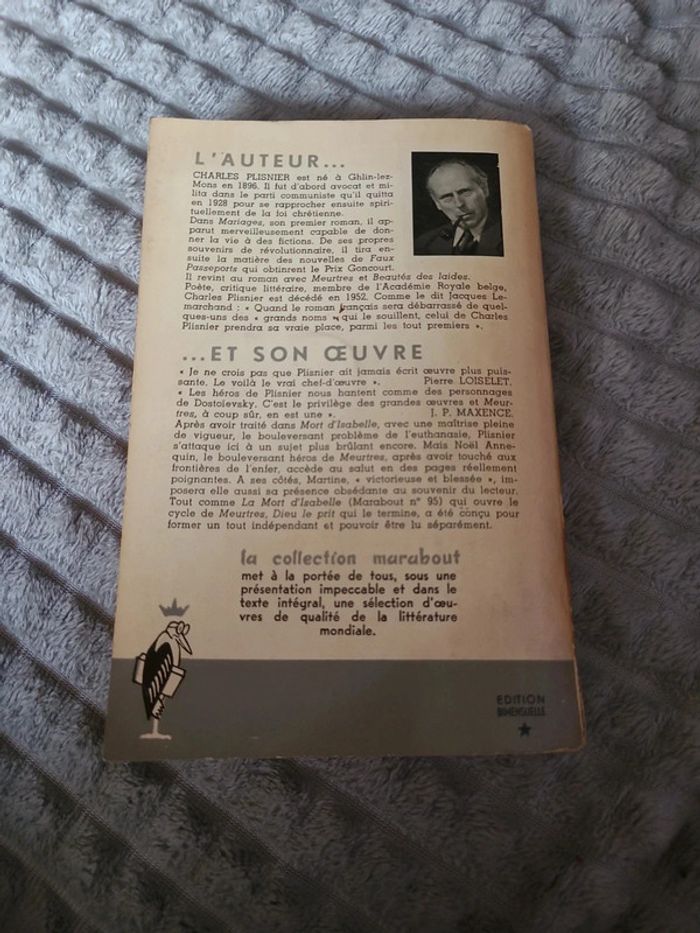 L'AUTEUR...
CHARLES PLISNIER est né à Ghlin-lez-
Mons en 1896. Il fut d'abord avocat et mi-
lita dans le parti communiste qu'il quitta
en 1928 pour se rapprocher ensuite spiri-
tuellement de la foi chrétienne.
Dans Mariages, son premier roman, il ap-
parut merveilleusement capable de don-
ner la vie à des fictions. De ses propres
souvenirs de révolutionnaire, il tira en-
suite la matière des nouvelles de Faux
Passeports qui obtinrent le Prix Goncourt.
Il revint au roman avec Meurtres et Beautés des laides.
Poète, critique littéraire, membre de l'Académie Royale belge,
Charles Plisnier est décédé en 1952. Comme le dit Jacques Le-
marchand : « Quand le roman français sera débarrassé de quel-
ques-uns des « grands noms » qui le souillent, celui de Charles
Plisnier prendra sa vraie place, parmi les tout premiers ».
...ET SON ŒUVRE
« Je ne crois pas que Plisnier ait jamais écrit œuvre plus puis-
sante. Le voilà le vrai chef-d'œuvre ». Pierre LOISELET.
« Les héros de Plisnier nous hantent comme des personnages
de Dostoïevsky. C'est le privilège des grandes œuvres et Meur-
tres, à coup sûr, en est une ». J. P. MAXENCE.
Après avoir traité dans Mort d'Isabelle, avec une maîtrise pleine
de vigueur, le bouleversant problème de l'euthanasie, Plisnier
s'attaque ici à un sujet plus brûlant encore. Mais Noël Anne-
quin, le bouleversant héros de Meurtres, après avoir touché aux
frontières de l'enfer, accède au salut en des pages réellement
poignantes. A ses côtés, Martine, « victorieuse et blessée », im-
posera elle aussi sa présence obsédante au souvenir du lecteur.
Tout comme La Mort d'Isabelle (Marabout n° 95) qui ouvre le
cycle de Meurtres, Dieu le prit qui le termine, a été conçu pour
former un tout indépendant et pouvoir être lu séparément.
la collection marabout
met à la portée de tous, sous une
présentation impeccable et dans le
texte intégral, une sélection d'œu-
vres de qualité de la littérature
mondiale.
EDITION
BIMENSUELLE